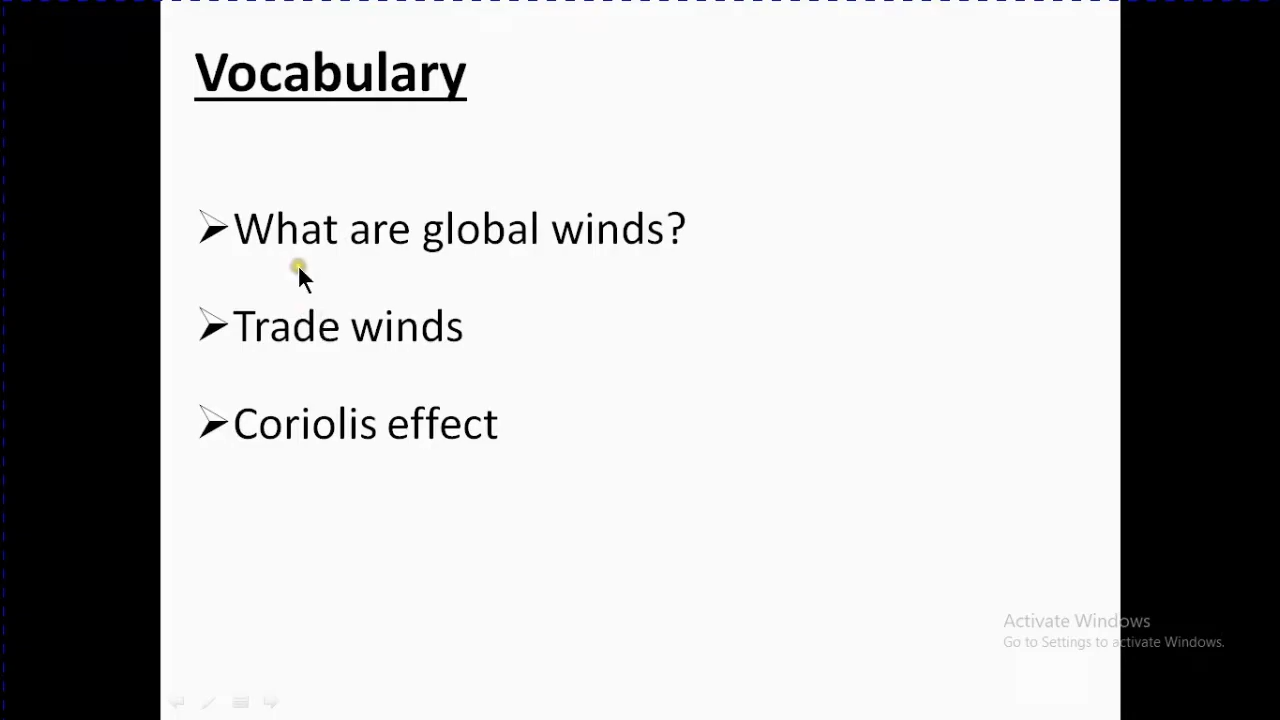 Vocabulary
What are global winds?
Trade winds
Coriolis effect
Activate Windows
Go to Settings to activate Windows.